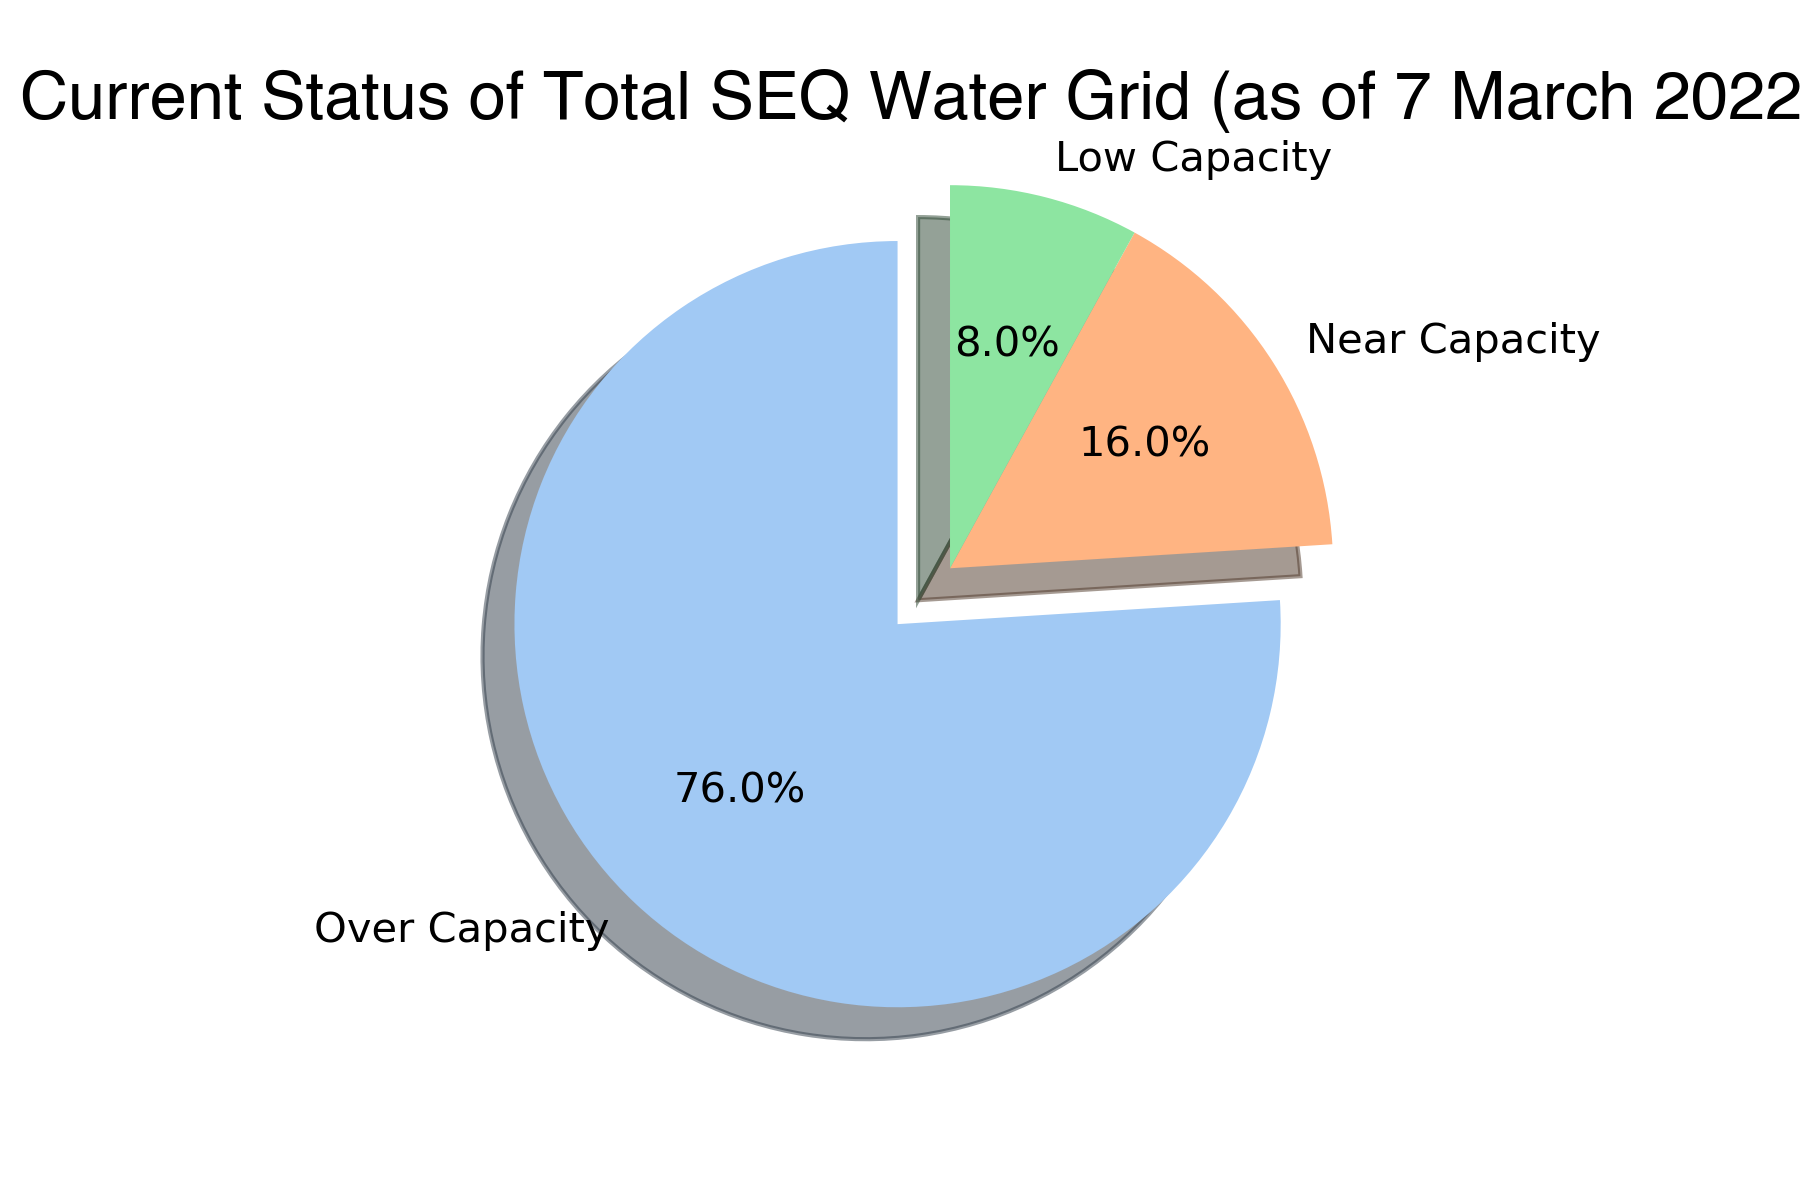 Current Status of Total SEQ Water Grid (as of 7 March 2022
Low Capacity
Near Capacity
8.0%
16.0%
76.0%
Over Capacity